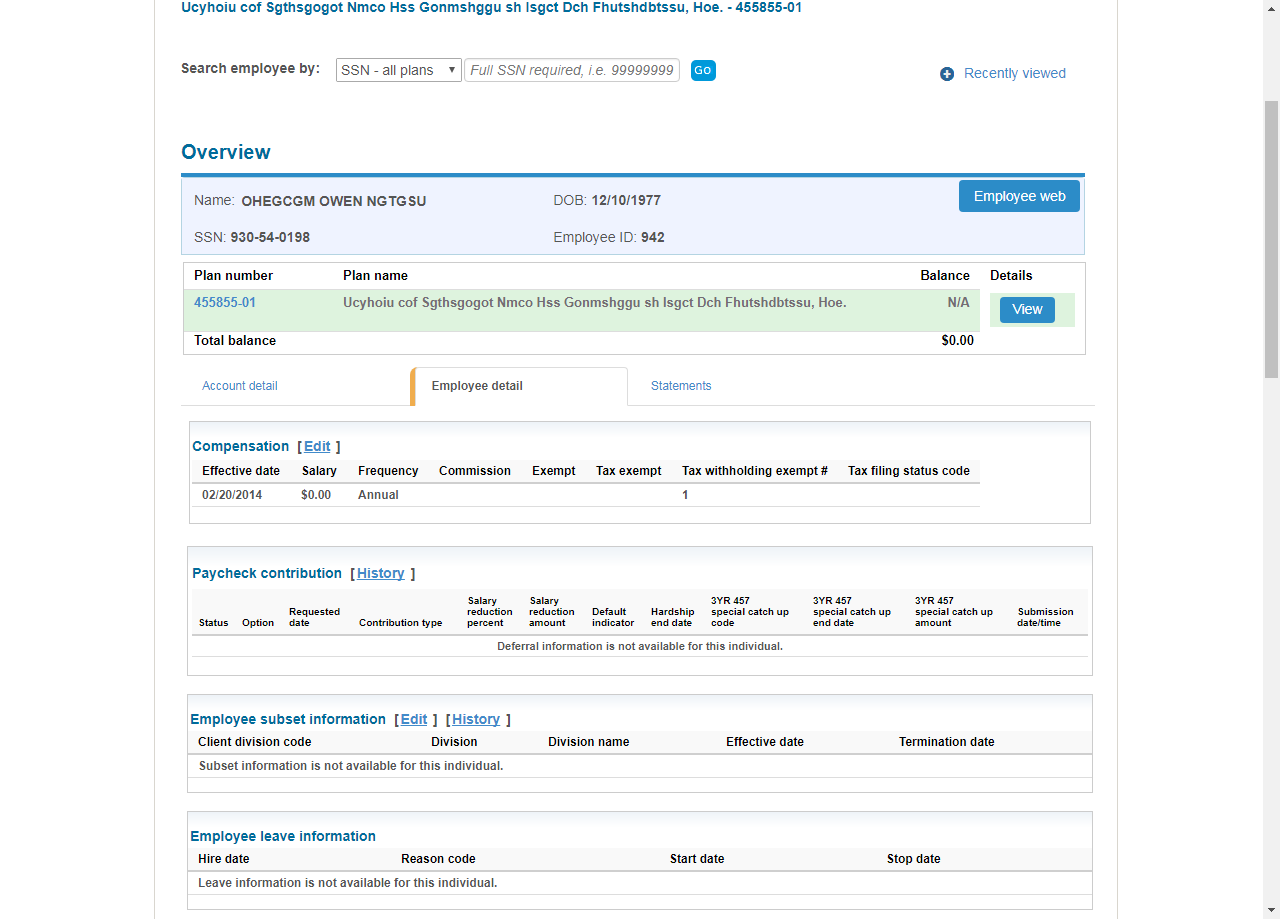 Ucyhoiu cof Sgthsgogot Nmco Hss Gonmshggu sh Isgct Dch Fhutshdbtssu, Hoe. - 455855-01
Search employee by: SSN - all plans Full SSN required, i.e. 99999999 GO
Recently viewed
Overview
Name: OHEGCGM OWEN NGTGSU DOB: 12/10/1977 Employee web
SSN: 930-54-0198 Employee ID: 942
Plan number Plan name Balance Details
455855-01 Ucyhoiu cof Sgthsgogot Nmco Hss Gonmshggu sh Isgct Dch Fhutshdbtssu, Hoe. N/A View
Total balance $0.00
Account detail Employee detail Statements
Compensation [ Edit ]
Effective date Salary Frequency Commission Exempt Tax exempt Tax withholding exempt # Tax filing status code
02/20/2014 $0.00 Annual 1
Paycheck contribution [ History ]
Status Option Requested date Contribution type Salary reduction percent Salary reduction amount Default indicator Hardship end date 3YR 457 special catch up code 3YR 457 special catch up end date 3YR 457 special catch up amount Submission date/time
Deferral information is not available for this individual.
Employee subset information [ Edit ] [ History ]
Client division code Division Division name Effective date Termination date
Subset information is not available for this individual.
Employee leave information
Hire date Reason code Start date Stop date
Leave information is not available for this individual.